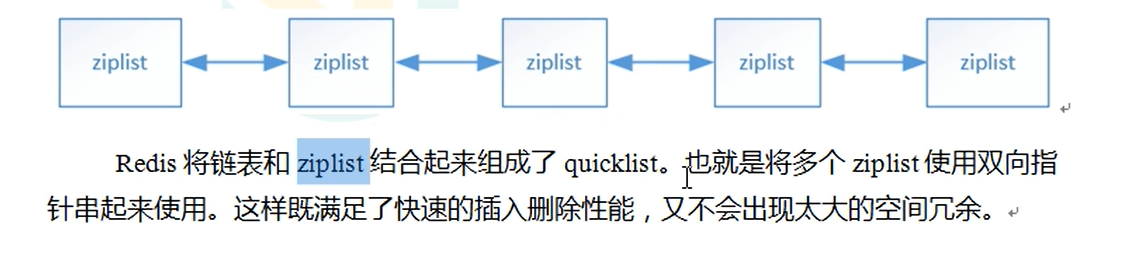 ziplist ziplist ziplist ziplist ziplist
Redis 将链表和 ziplist 结合起来组成了 quicklist。也就是将多个 ziplist 使用双向指
针串起来使用。这样既满足了快速的插入删除性能，又不会出现太大的空间冗余。